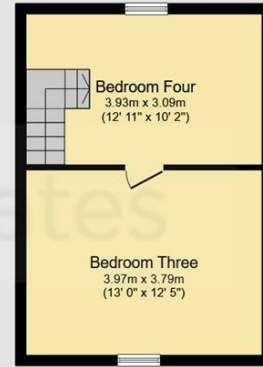 Bedroom Four
3.93m x 3.09m
(12' 11" x 10' 2")
Bedroom Three
3.97m x 3.79m
(13' 0" x 12' 5")